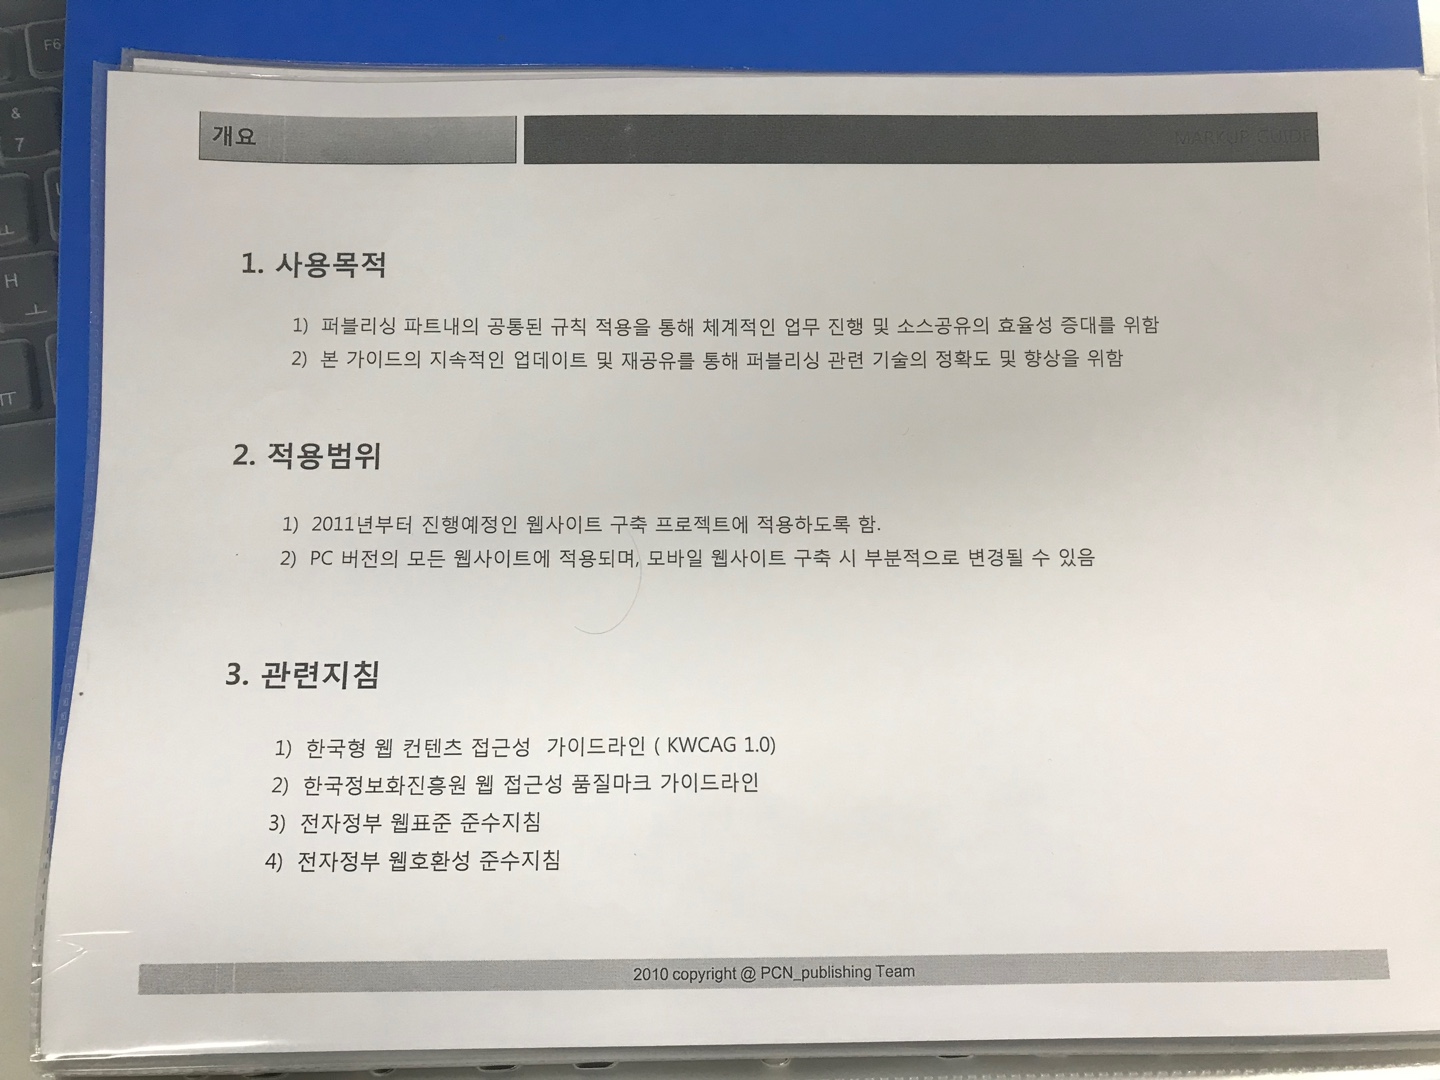 개요
MARKUP GUIDE
1. 사용목적
1) 퍼블리싱 파트내의 공통된 규칙 적용을 통해 체계적인 업무 진행 및 소스공유의 효율성 증대를 위함
2) 본 가이드의 지속적인 업데이트 및 재공유를 통해 퍼블리싱 관련 기술의 정확도 및 향상을 위함
2. 적용범위
1) 2011년부터 진행예정인 웹사이트 구축 프로젝트에 적용하도록 함.
2) PC 버전의 모든 웹사이트에 적용되며, 모바일 웹사이트 구축 시 부분적으로 변경될 수 있음
3. 관련지침
1) 한국형 웹 컨텐츠 접근성 가이드라인 ( KWCAG 1.0)
2) 한국정보화진흥원 웹 접근성 품질마크 가이드라인
3) 전자정부 웹표준 준수지침
4) 전자정부 웹호환성 준수지침
2010 copyright @ PCN_publishing Team
F6
&
7
ㅛ
H
ㅗ
ㅠ